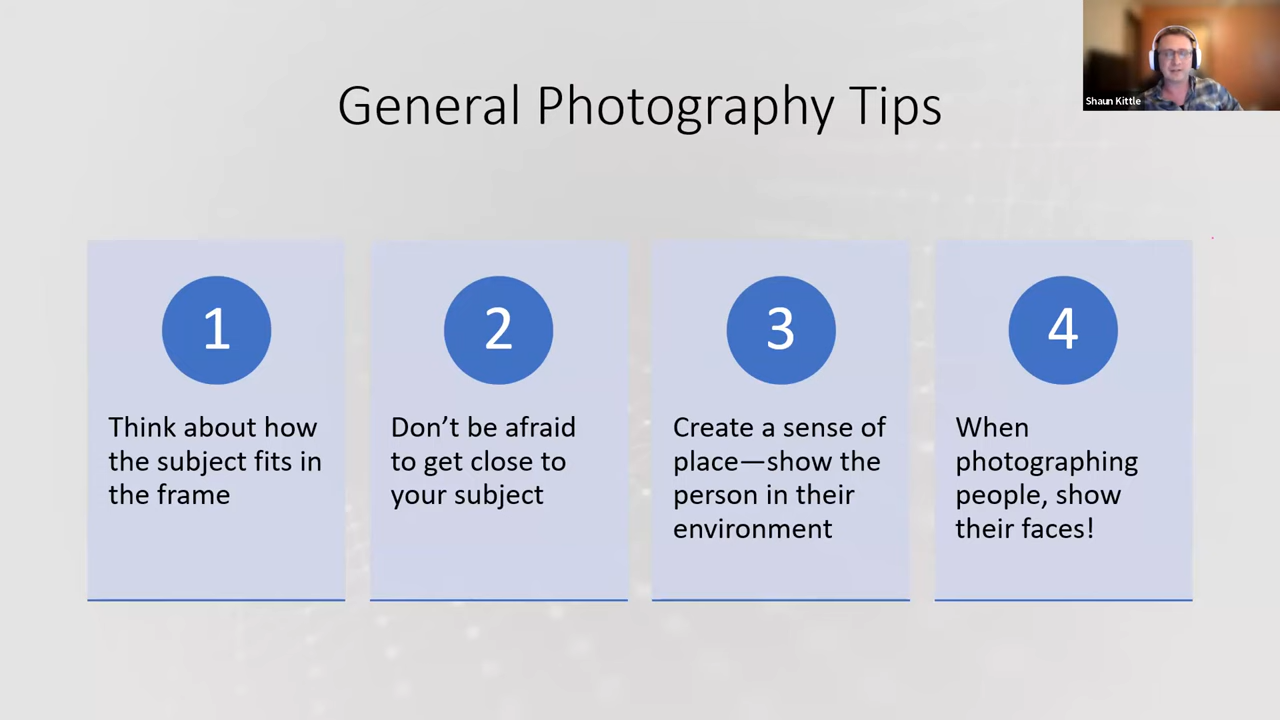 General Photography Tips
Shaun Kittle
1
Think about how
the subject fits in
the frame
2
Don’t be afraid
to get close to
your subject
3
Create a sense of
place—show the
person in their
environment
4
When
photographing
people, show
their faces!